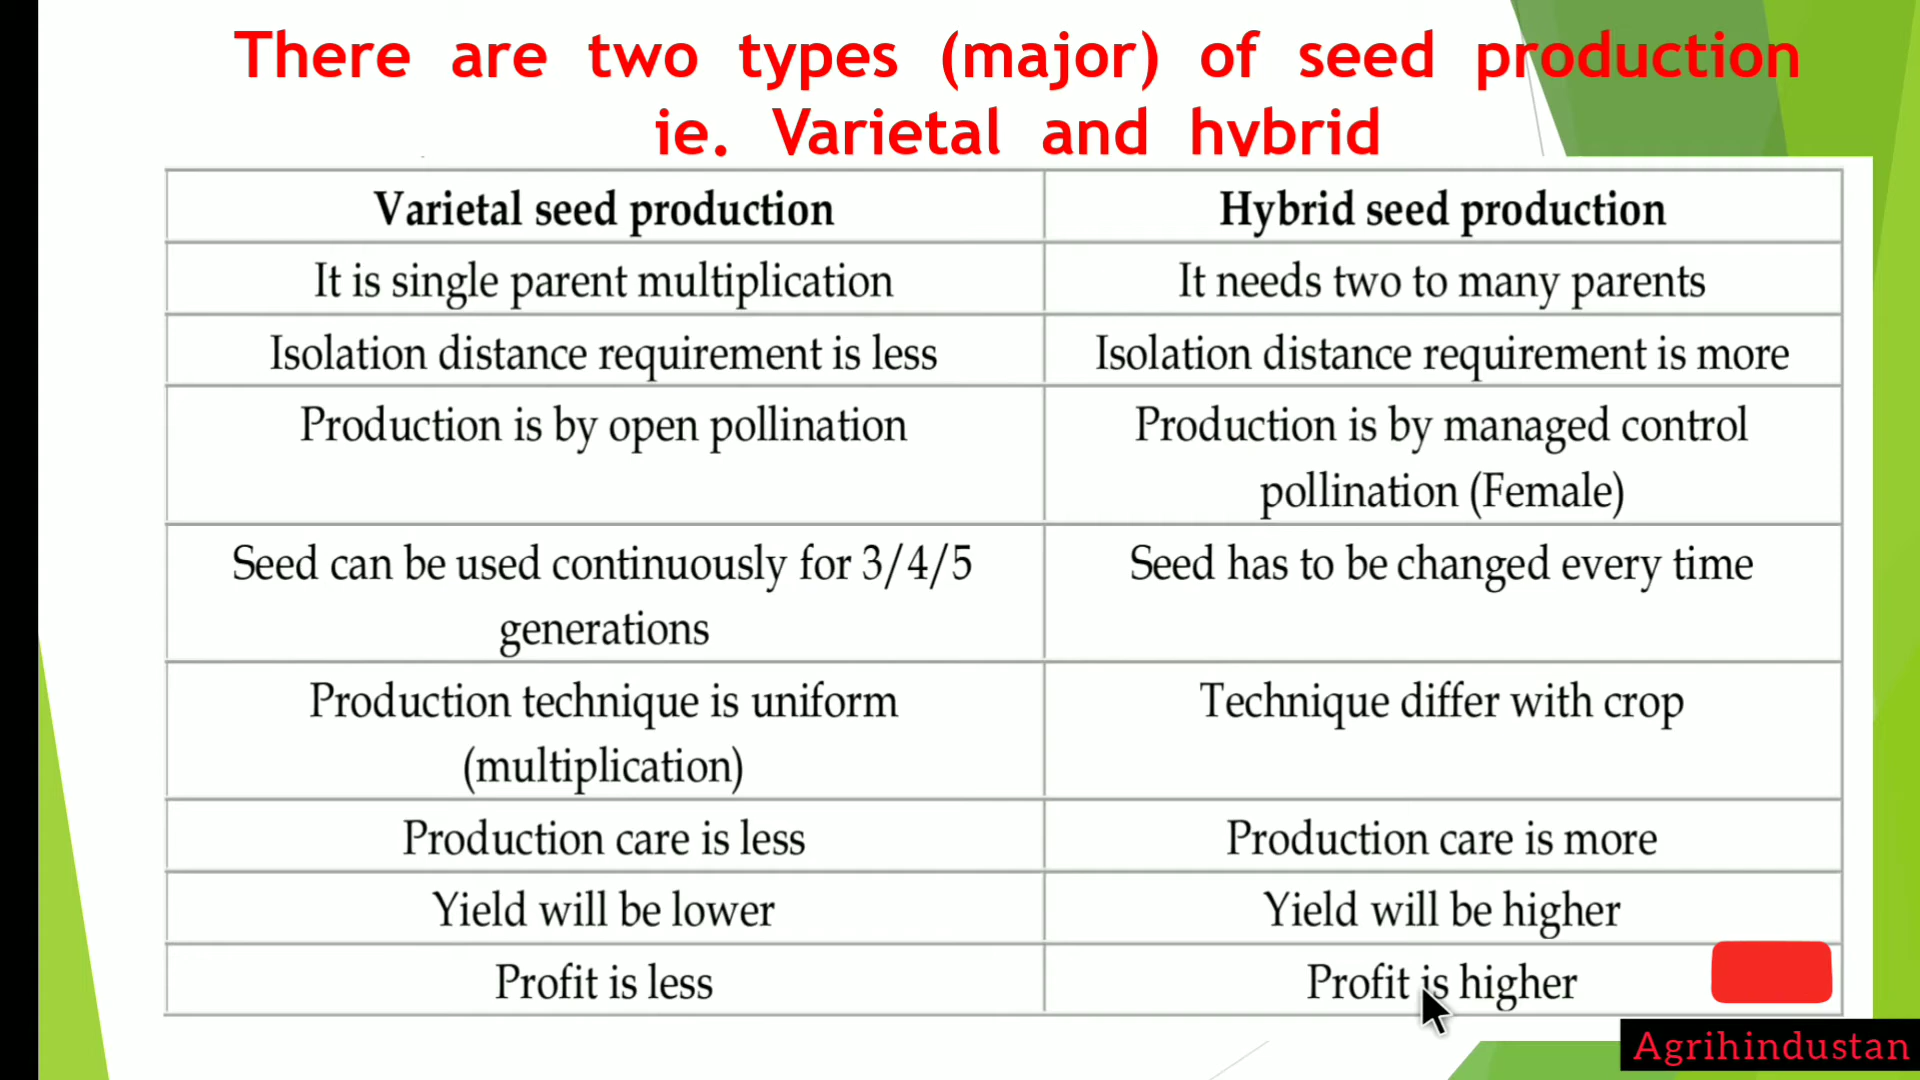 There are two types (major) of seed production
ie. Varietal and hybrid
Varietal seed production
Hybrid seed production
It is single parent multiplication
It needs two to many parents
Isolation distance requirement is less
Isolation distance requirement is more
Production is by open pollination
Production is by managed control
pollination (Female)
Seed can be used continuously for 3/4/5
generations
Seed has to be changed every time
Production technique is uniform
(multiplication)
Technique differ with crop
Production care is less
Production care is more
Yield will be lower
Yield will be higher
Profit is less
Profit is higher
Agrihindustan